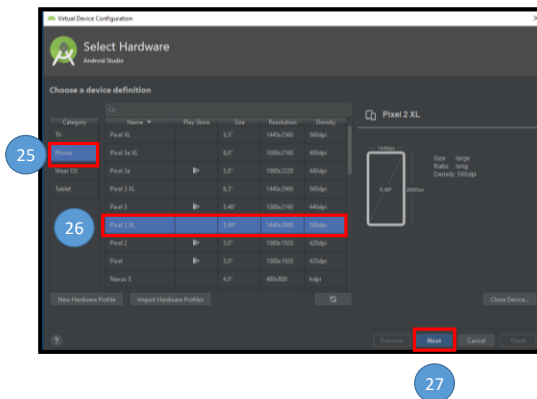 Virtual Device Configuration
Select Hardware
Android Studio
Choose a device definition
Category Name Play Store Size Resolution Density
TV Pixel XL 5,5" 1440x2560 560dpi
25 Phone Pixel 3a XL 6,0" 1080x2160 400dpi
Wear OS Pixel 3a 5,6" 1080x2220 440dpi
Tablet Pixel 3 XL 6,3" 1440x2960 560dpi
Pixel 3 5,46" 1080x2160 440dpi
26 Pixel 2 XL 5,99" 1440x2880 560dpi
Pixel 2 5,0" 1080x1920 420dpi
Pixel 5,0" 1080x1920 420dpi
Nexus S 4,0" 480x800 hdpi
New Hardware Profile Import Hardware Profiles
Pixel 2 XL
1440px
5,99" 2880px
Size: large
Ratio: long
Density: 560dpi
Clone Device...
? Previous Next Cancel Finish
27